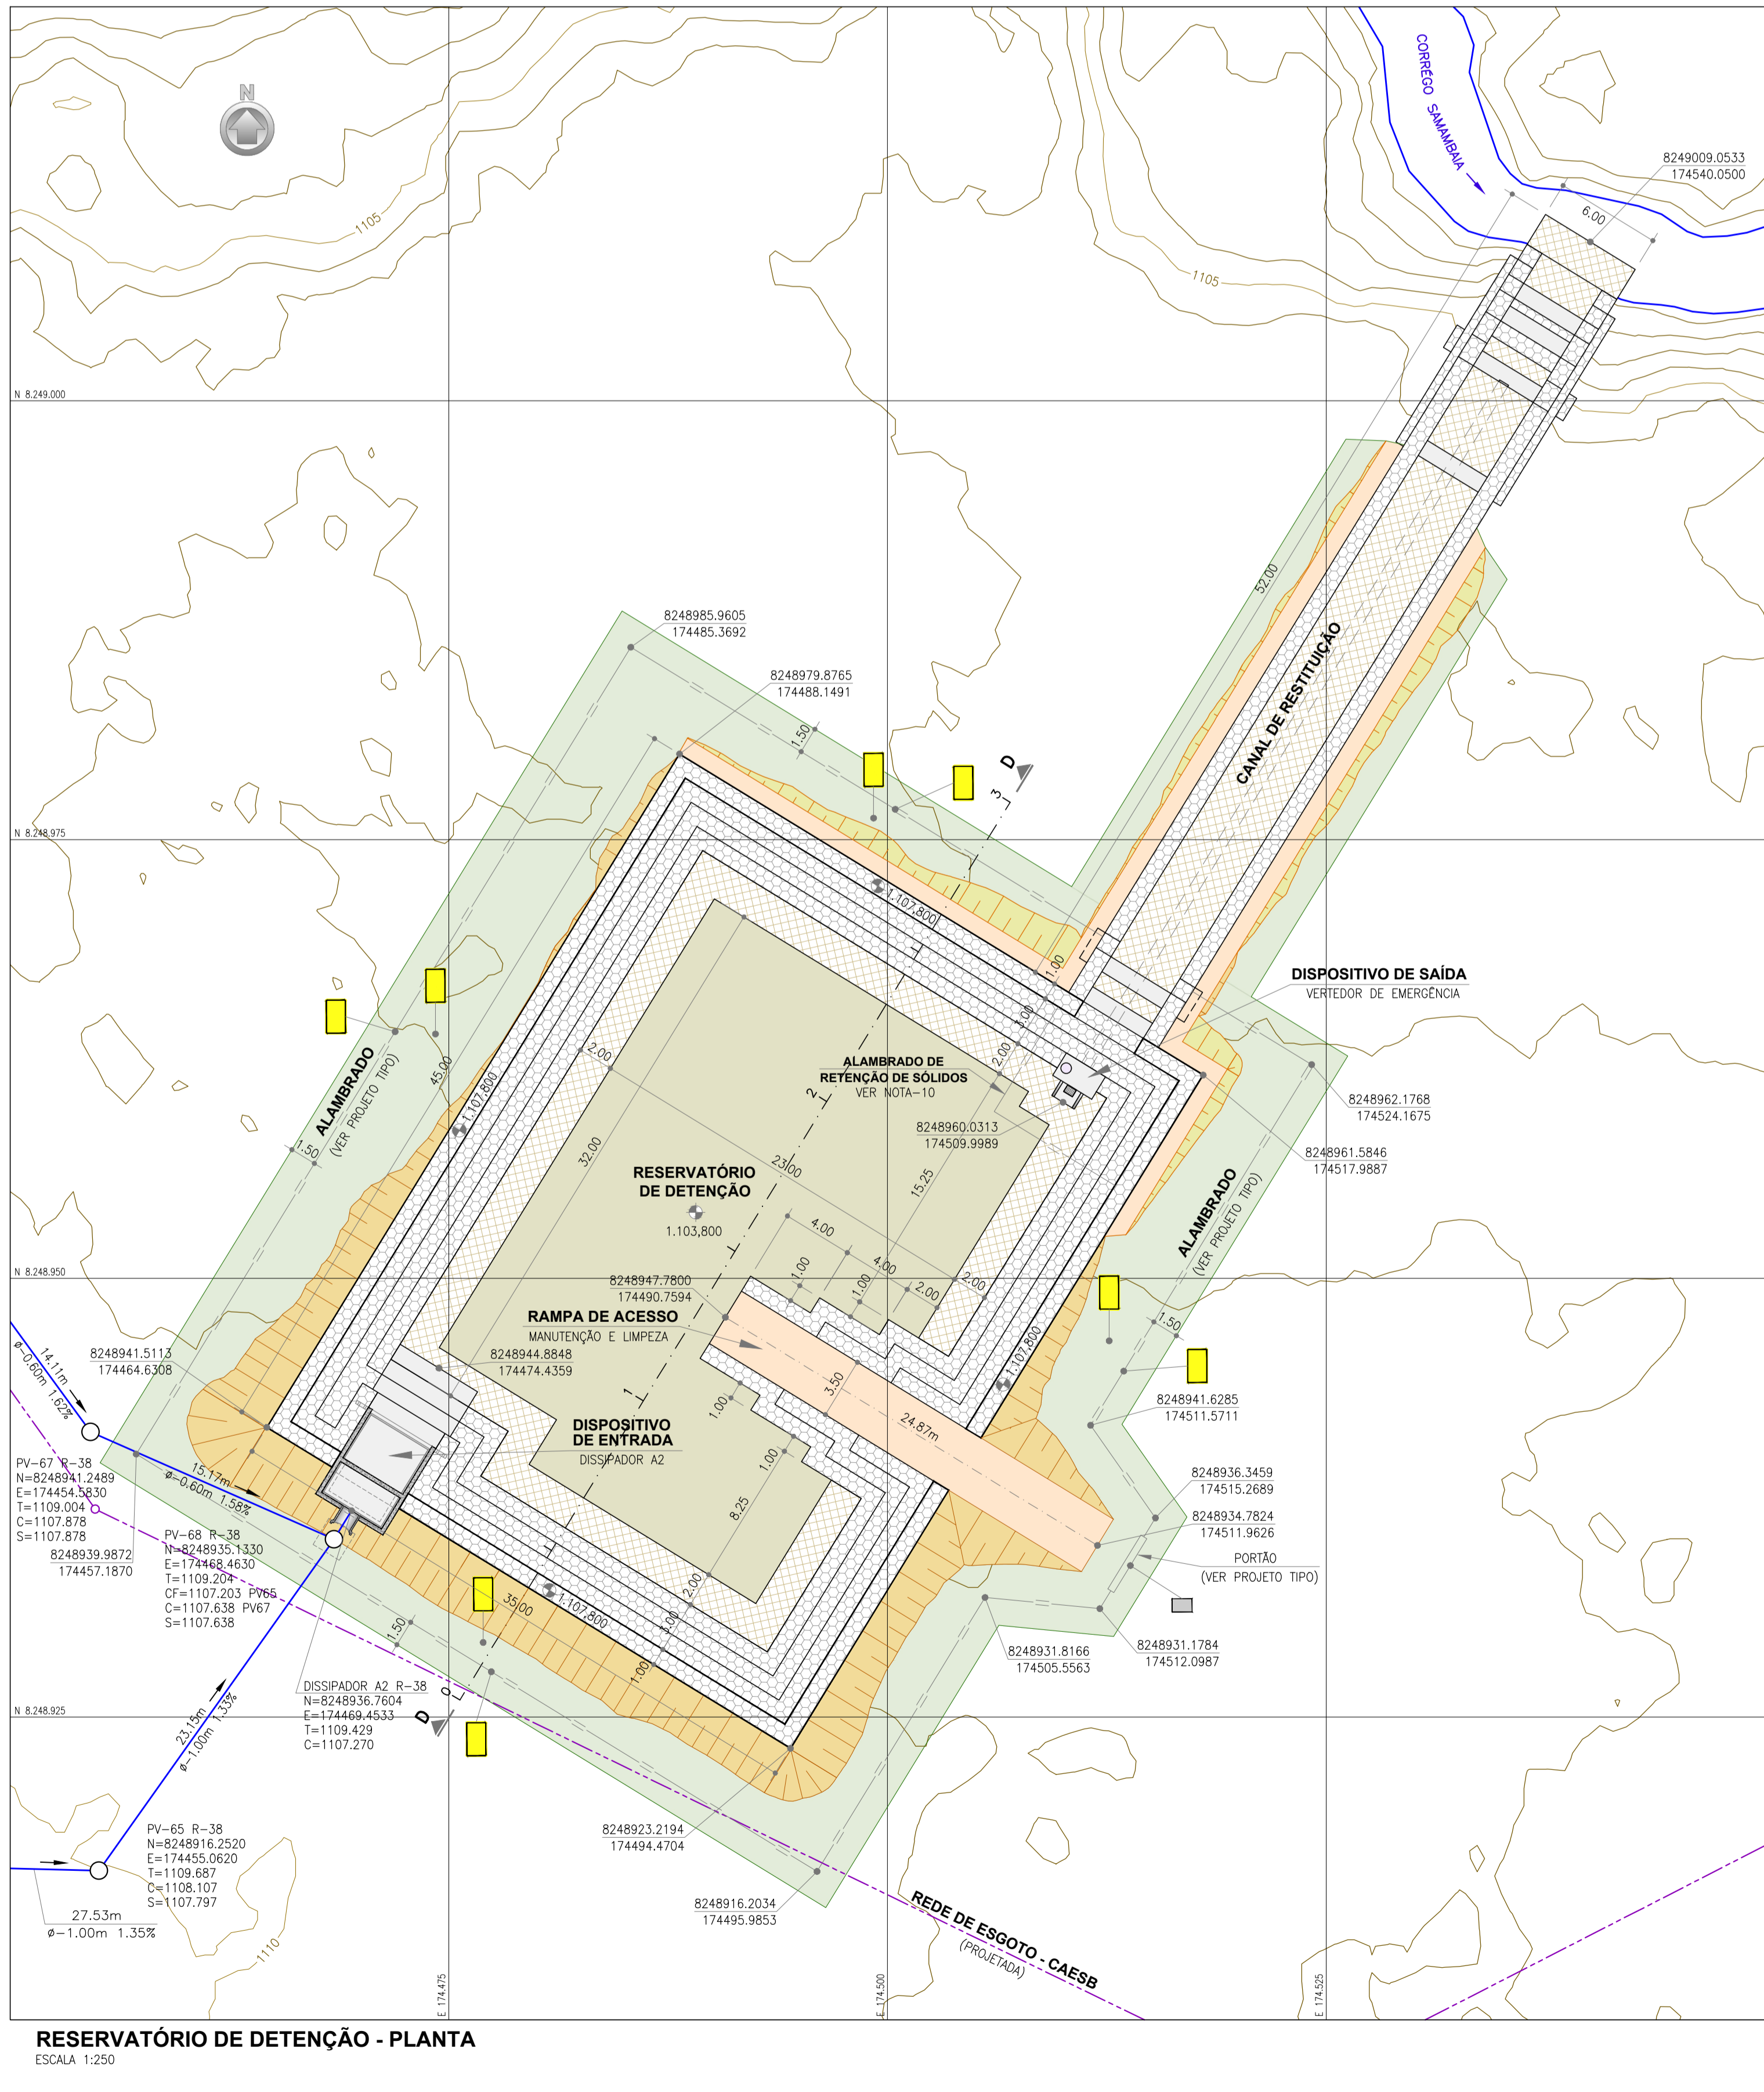 N
1105
CORRÉGO SAMAMBAIA
8249009.0533
174540.0500
6.00
1105
N 8.249.000
52.00
CANAL DE RESTITUIÇÃO
8248985.9605
174485.3692
8248979.8765
174488.1491
1.50
D
3
N 8.248.975
1.107,800
1.00
DISPOSITIVO DE SAÍDA
VERTEDOR DE EMERGÊNCIA
3.00
2.00
ALAMBRADO
(VER PROJETO TIPO)
45.00
1.107,800
2.00
ALAMBRADO DE
RETENÇÃO DE SÓLIDOS
VER NOTA-10
2
8248962.1768
174524.1675
8248960.0313
174509.9989
8248961.5846
174517.9887
1.50
32.00
23.00
15.25
RESERVATÓRIO
DE DETENÇÃO
1.103,800
ALAMBRADO
(VER PROJETO TIPO)
4.00
4.00
1.00
1.00
2.00
2.00
N 8.248.950
8248947.7800
174490.7594
RAMPA DE ACESSO
MANUTENÇÃO E LIMPEZA
1.50
14.11m
ø-0.60m 1.62%
8248941.5113
174464.6308
8248944.8848
174474.4359
1.107,800
3.50
8248941.6285
174511.5711
1
1.00
24.87m
DISPOSITIVO
DE ENTRADA
DISSIPADOR A2
1.00
PV-67 R-38
N=8248941.2489
E=174454.5830
T=1109.004
C=1107.878
S=1107.878
15.17m
ø-0.60m 1.58%
8248936.3459
174515.2689
8.25
8248934.7824
174511.9626
8248939.9872
174457.1870
PV-68 R-38
N=8248935.1330
E=174468.4630
T=1109.204
CF=1107.203 PV65
C=1107.638 PV67
S=1107.638
PORTÃO
(VER PROJETO TIPO)
2.00
35.00
1.107,800
3.00
1.50
1.00
8248931.8166
174505.5563
8248931.1784
174512.0987
DISSIPADOR A2 R-38
N=8248936.7604
E=174469.4533
T=1109.429
C=1107.270
0
D
N 8.248.925
23.15m
ø-1.00m 1.33%
8248923.2194
174494.4704
PV-65 R-38
N=8248916.2520
E=174455.0620
T=1109.687
C=1108.107
S=1107.797
8248916.2034
174495.9853
27.53m
ø-1.00m 1.35%
1110
REDE DE ESGOTO - CAESB
(PROJETADA)
E 174.475
E 174.500
E 174.525
RESERVATÓRIO DE DETENÇÃO - PLANTA
ESCALA 1:250